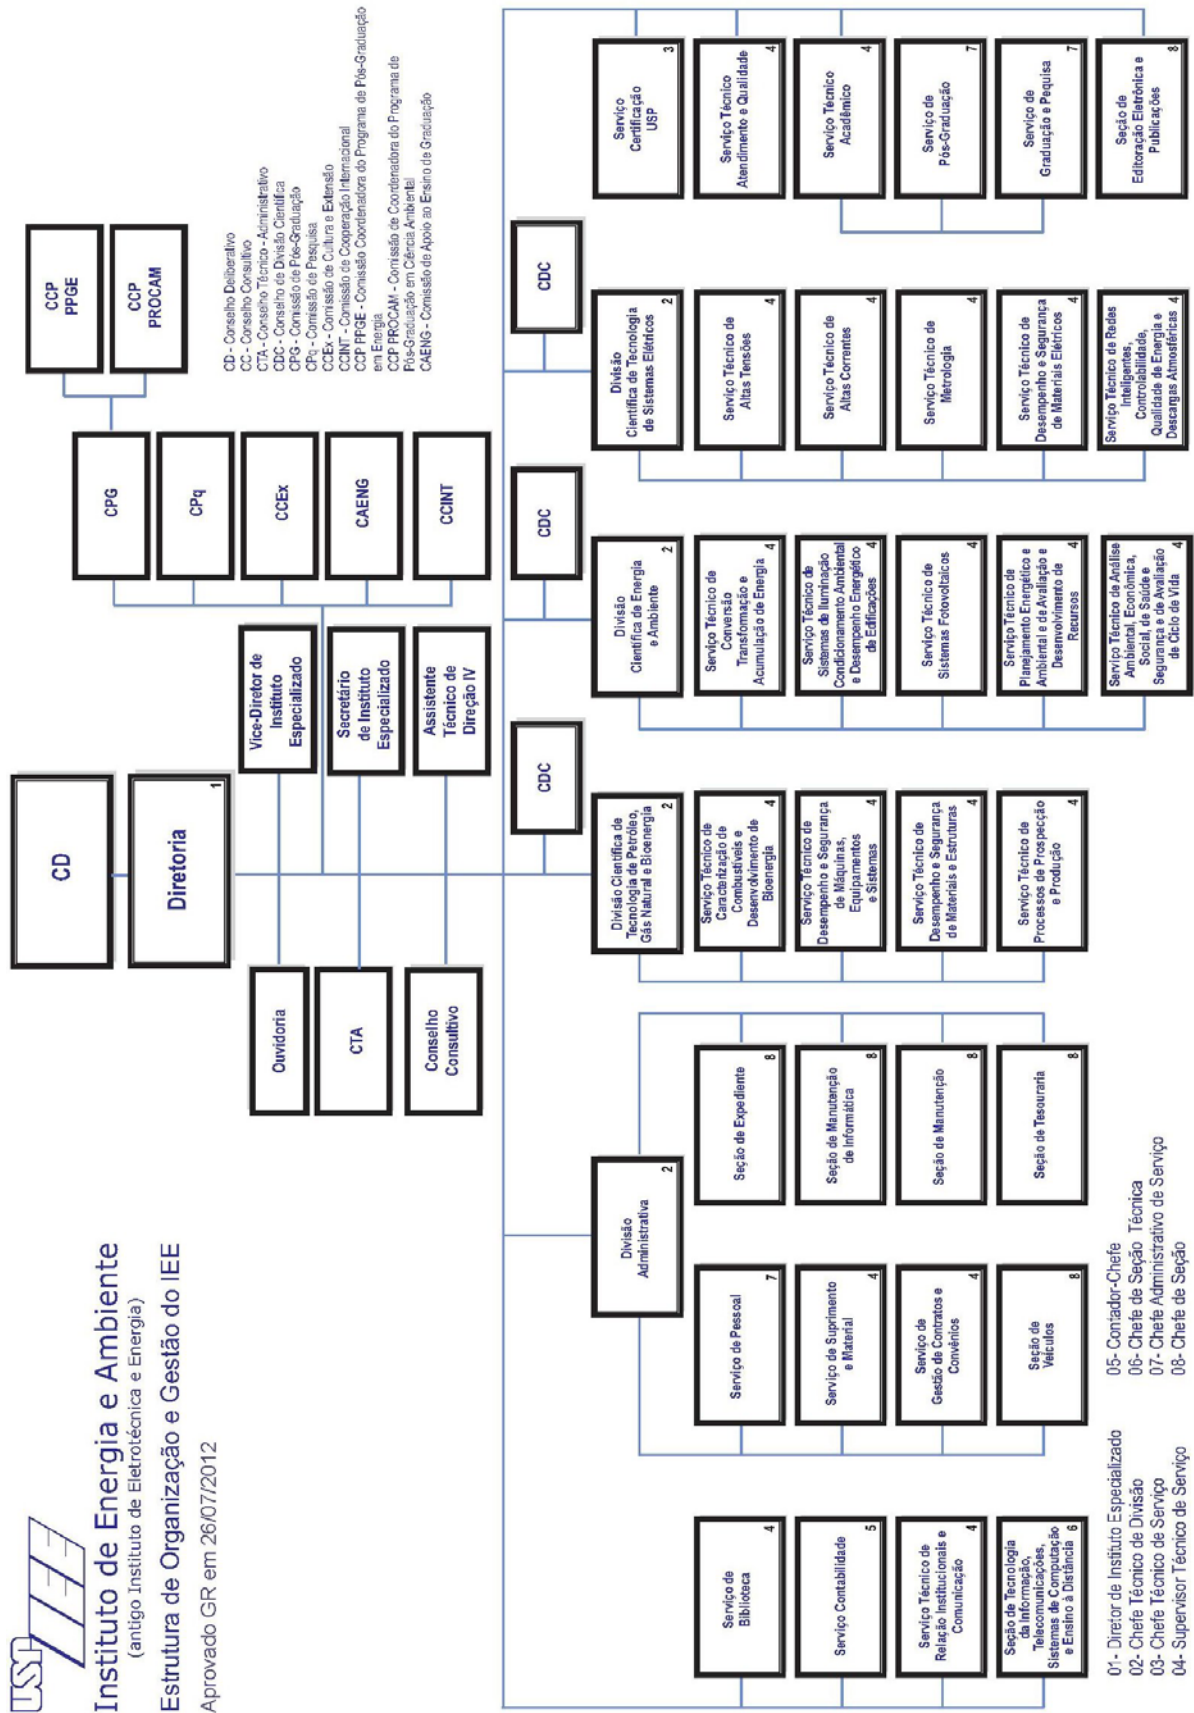 USP
Instituto de Energia e Ambiente
(antigo Instituto de Eletrotécnica e Energia)
Estrutura de Organização e Gestão do IEE
Aprovado GR em 26/07/2012
CD
Diretoria
1
Ouvidoria
CTA
Conselho
Consultivo
Vice-Diretor de
Instituto
Especializado
Secretário
de Instituto
Especializado
Assistente
Técnico de
Direção IV
CPG
CPq
CCEx
CAENG
CCINT
CCP
PPGE
CCP
PROCAM
CD - Conselho Deliberativo
CC - Conselho Consultivo
CTA - Conselho Técnico - Administrativo
CDC - Conselho de Divisão Científica
CPG - Comissão de Pós-Graduação
CPq - Comissão de Pesquisa
CCEx - Comissão de Cultura e Extensão
CCINT - Comissão de Cooperação Internacional
CCP PPGE - Comissão Coordenadora do Programa de Pós-Graduação
em Energia
CCP PROCAM - Comissão de Coordenadora do Programa de
Pós-Graduação em Ciência Ambiental
CAENG - Comissão de Apoio ao Ensino de Graduação
CDC
CDC
CDC
Serviço de
Biblioteca
4
Serviço Contabilidade
5
Serviço Técnico de
Relação Institucionais e
Comunicação
4
Seção de Tecnologia
da Informação,
Telecomunicações,
Sistemas de Computação
e Ensino à Distância 6
Divisão
Administrativa
2
Serviço de Pessoal
7
Serviço de Suprimento
e Material
4
Serviço de
Gestão de Contratos e
Convênios
4
Seção de
Veículos
8
Seção de Expediente
8
Seção de Manutenção
de Informática
8
Seção de Manutenção
8
Seção de Tesouraria
8
Divisão Científica de
Tecnologia de Petróleo,
Gás Natural e Bioenergia
2
Serviço Técnico de
Caracterização de
Combustíveis e
Desenvolvimento de
Bioenergia
4
Serviço Técnico de
Desempenho e Segurança
de Máquinas,
Equipamentos
e Sistemas
4
Serviço Técnico de
Desempenho e Segurança
de Materiais e Estruturas
4
Serviço Técnico de
Processos de Prospecção
e Produção
4
Divisão
Científica de Energia
e Ambiente
2
Serviço Técnico de
Conversão
Transformação e
Acumulação de Energia
4
Serviço Técnico de
Sistemas de Iluminação
Condicionamento Ambiental
e Desempenho Energético
de Edificações
4
Serviço Técnico de
Sistemas Fotovoltaicos
4
Serviço Técnico de
Planejamento Energético e
Ambiental e de Avaliação e
Desenvolvimento de
Recursos
4
Serviço Técnico de Análise
Ambiental, Econômica,
Social, de Saúde e
Segurança e de Avaliação
de Ciclo de Vida
4
Divisão
Científica de Tecnologia
de Sistemas Elétricos
2
Serviço Técnico de
Altas Tensões
4
Serviço Técnico de
Altas Correntes
4
Serviço Técnico de
Metrologia
4
Serviço Técnico de
Desempenho e Segurança
de Materiais Elétricos
4
Serviço Técnico de Redes
Inteligentes,
Controlabilidade,
Qualidade de Energia e
Descargas Atmosféricas 4
Serviço
Certificação
USP
3
Serviço Técnico
Atendimento e Qualidade
4
Serviço Técnico
Acadêmico
4
Serviço de
Pós-Graduação
7
Serviço de
Graduação e Pequisa
7
Seção de
Editoração Eletrônica e
Publicações
8
01- Diretor de Instituto Especializado
02- Chefe Técnico de Divisão
03- Chefe Técnico de Serviço
04- Supervisor Técnico de Serviço
05- Contador-Chefe
06- Chefe de Seção Técnica
07- Chefe Administrativo de Serviço
08- Chefe de Seção